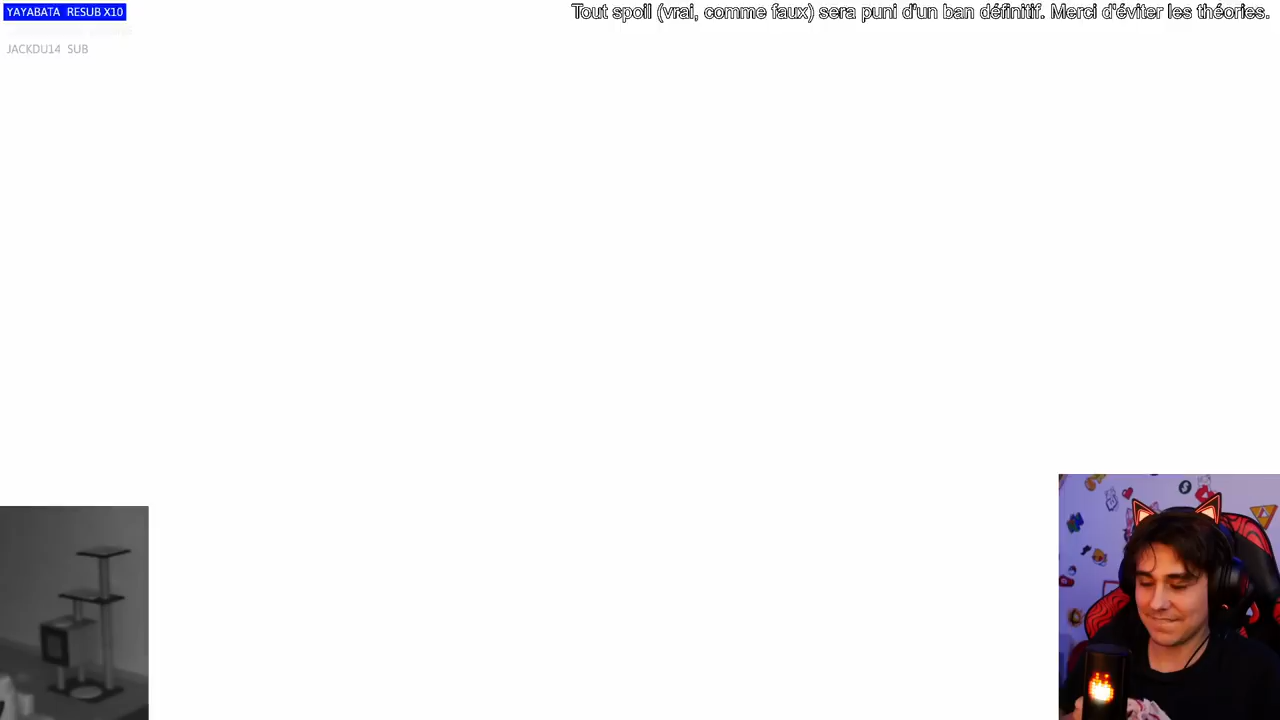 YAYABATA RESUB X10
Tout spoil (vrai, comme faux) sera puni d'un ban définitif. Merci d'éviter les théories.
JACKDU14 SUB